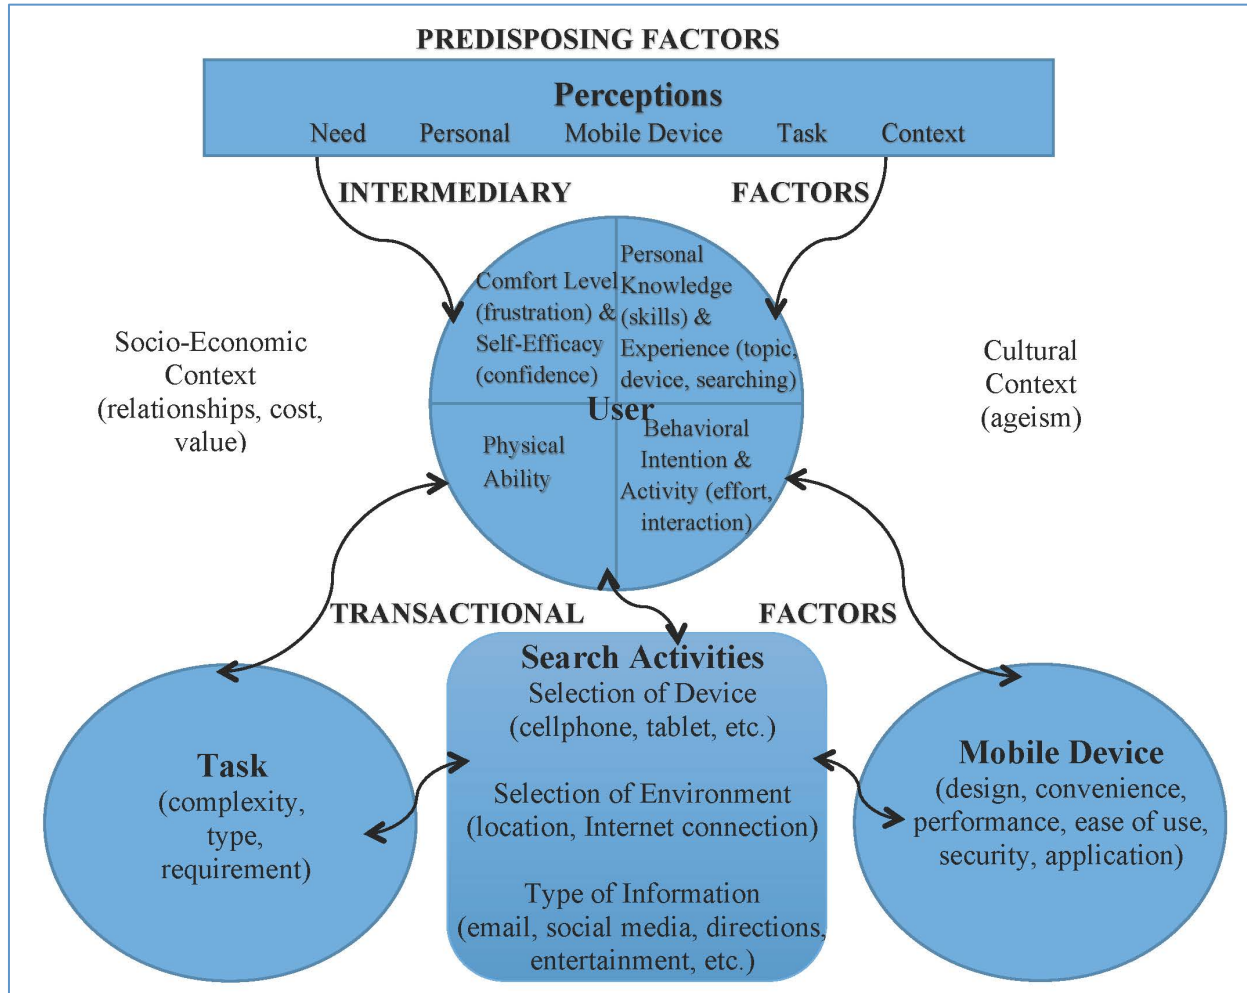 PREDISPOSING FACTORS
Perceptions
Need Personal Mobile Device Task Context
INTERMEDIARY FACTORS
Comfort Level
(frustration) &
Self-Efficacy
(confidence)
Personal
Knowledge
(skills) &
Experience (topic,
device, searching)
User
Physical
Ability
Behavioral
Intention &
Activity (effort,
interaction)
Socio-Economic
Context
(relationships, cost,
value)
Cultural
Context
(ageism)
TRANSACTIONAL FACTORS
Task
(complexity,
type,
requirement)
Search Activities
Selection of Device
(cellphone, tablet, etc.)
Selection of Environment
(location, Internet connection)
Type of Information
(email, social media, directions,
entertainment, etc.)
Mobile Device
(design, convenience,
performance, ease of use,
security, application)